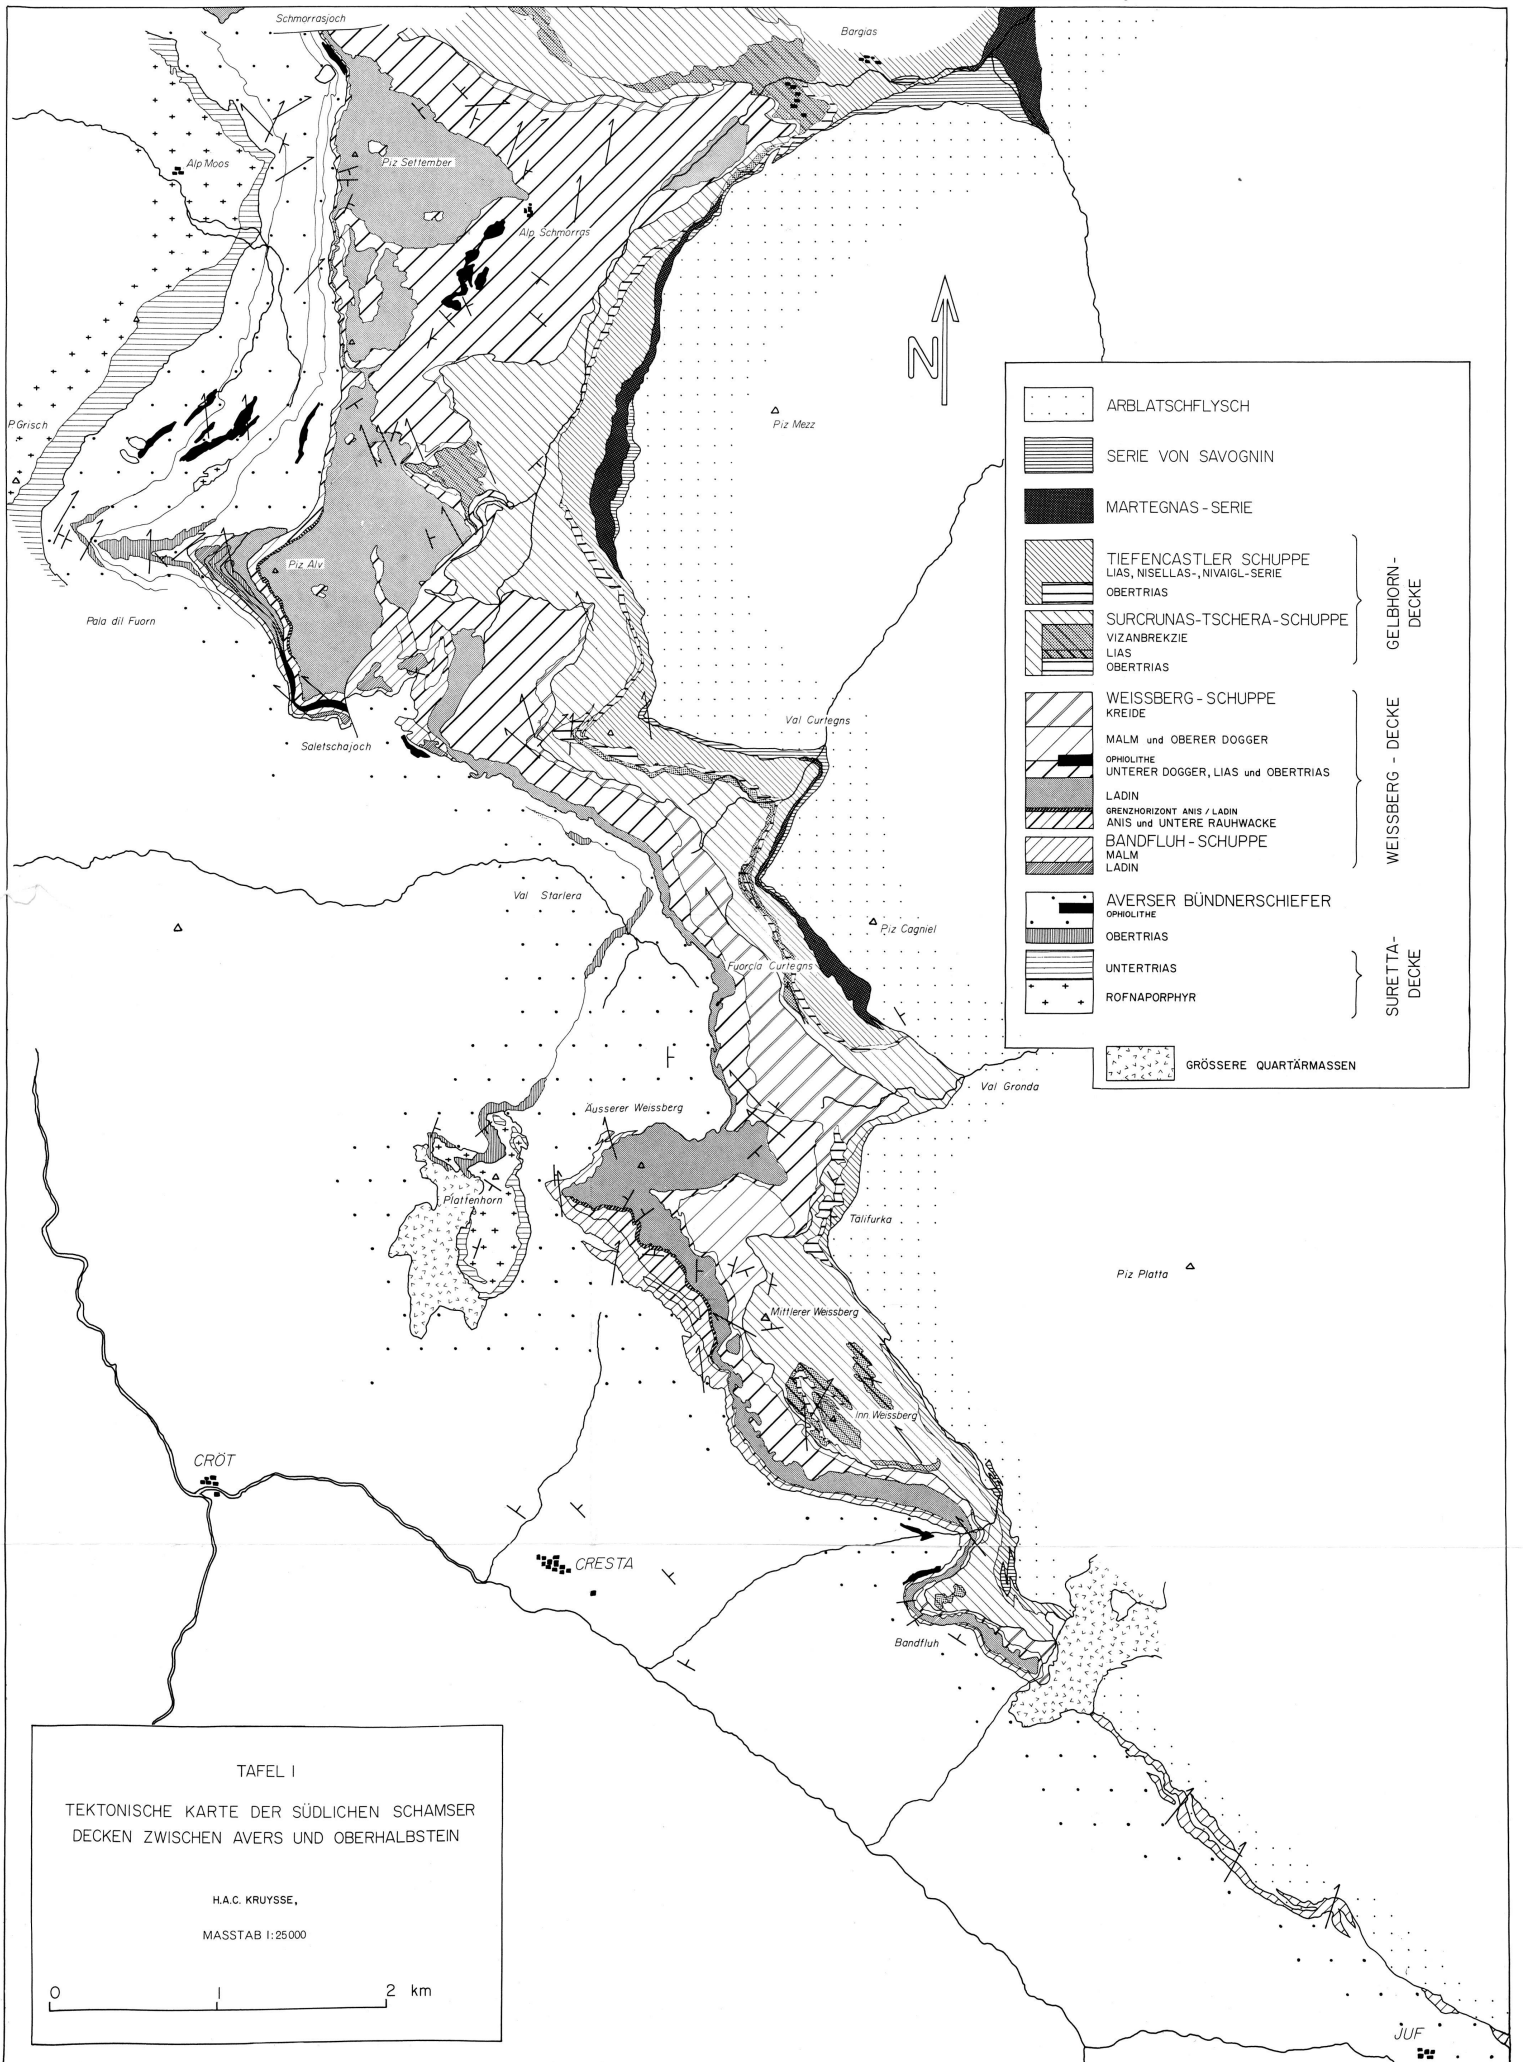 Schmorrasjoch
Bargias
Alp Moos
Piz Settember
Alp Schmorras
N
P. Grisch
Piz Mezz
Piz Alv
Pala dil Fuorn
Saletschajoch
Val Curtegns
Val Starlera
Piz Cagniel
Fuorcla Curtegns
Val Gronda
Äusserer Weissberg
Plattenhorn
Talifurka
Piz Platta
Mittlerer Weissberg
Inn Weissberg
CRÖT
CRESTA
Bandfluh
JUF
ARBLATSCHFLYSCH
SERIE VON SAVOGNIN
MARTEGNAS-SERIE
TIEFENCASTLER SCHUPPE
LIAS, NISELLAS-, NIVAIGL-SERIE
OBERTRIAS
SURCRUNAS-TSCHERA-SCHUPPE
VIZANBREKZIE
LIAS
OBERTRIAS
GELBHORN-
DECKE
WEISSBERG-SCHUPPE
KREIDE
MALM und OBERER DOGGER
OPHIOLITHE
UNTERER DOGGER, LIAS und OBERTRIAS
LADIN
GRENZHORIZONT ANIS / LADIN
ANIS und UNTERE RAUHWACKE
BANDFLUH-SCHUPPE
MALM
LADIN
WEISSBERG - DECKE
AVERSER BÜNDNERSCHIEFER
OPHIOLITHE
OBERTRIAS
UNTERTRIAS
ROFNAPORPHYR
SURETTA-
DECKE
GRÖSSERE QUARTÄRMASSEN
TAFEL I
TEKTONISCHE KARTE DER SÜDLICHEN SCHAMSER
DECKEN ZWISCHEN AVERS UND OBERHALBSTEIN
H.A.C. KRUYSSE,
MASSTAB 1:25000
0 1 2 km